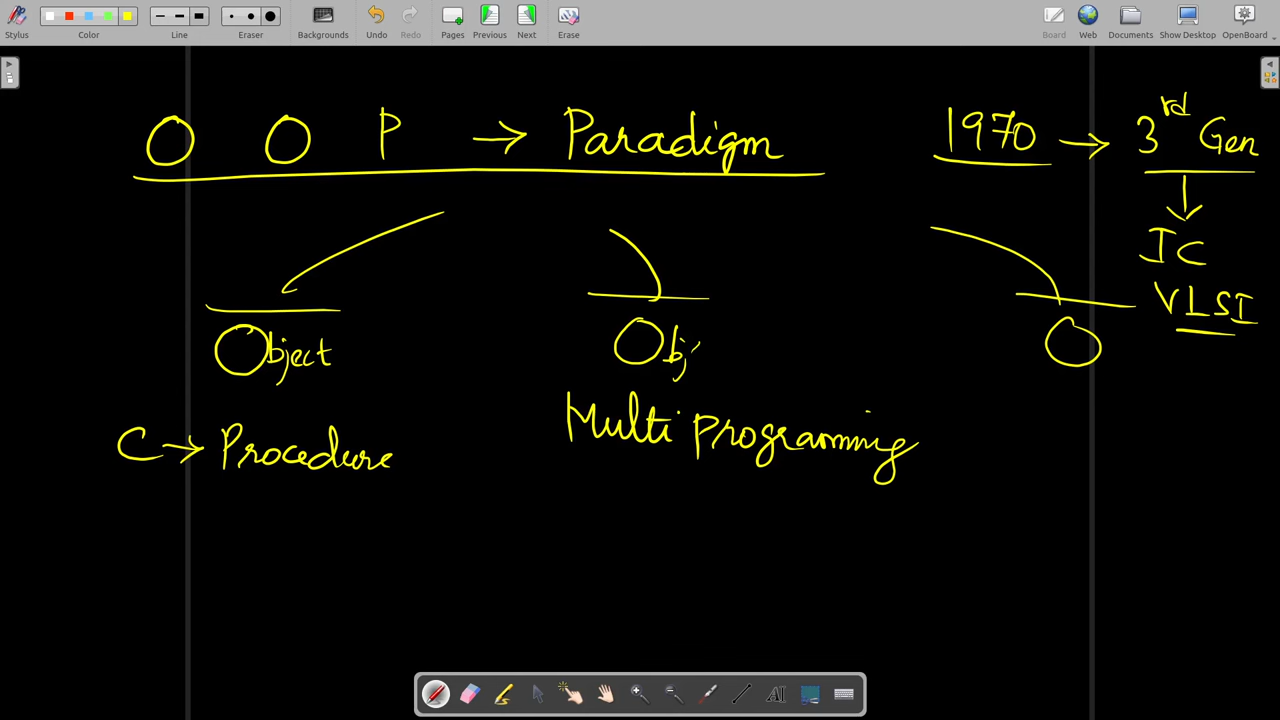 Stylus Color Line Eraser Backgrounds Undo Redo Pages Previous Next Erase Board Web Documents Show Desktop OpenBoard
O O P → Paradigm 1970 → 3rd Gen
IC
VLSI
Object Obj O
C → Procedure Multi programming
AI